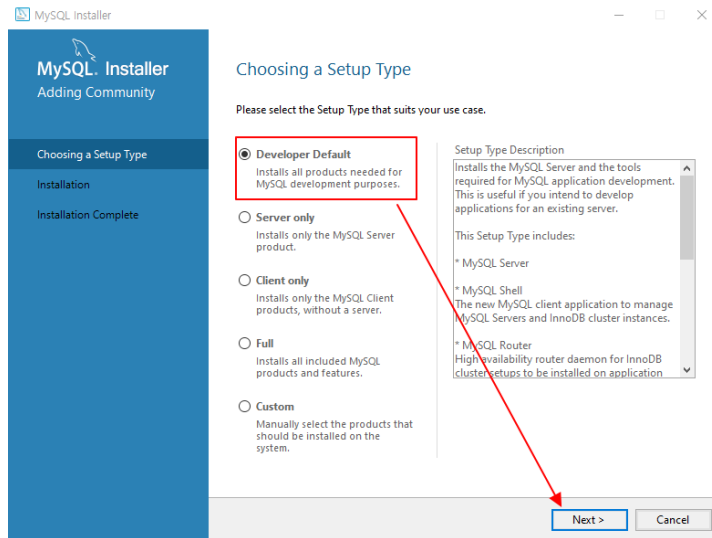 MySQL Installer
MySQL. Installer
Adding Community
Choosing a Setup Type
Installation
Installation Complete
Choosing a Setup Type
Please select the Setup Type that suits your use case.
Developer Default
Installs all products needed for
MySQL development purposes.
Server only
Installs only the MySQL Server
product.
Client only
Installs only the MySQL Client
products, without a server.
Full
Installs all included MySQL
products and features.
Custom
Manually select the products that
should be installed on the
system.
Setup Type Description
Installs the MySQL Server and the tools
required for MySQL application development.
This is useful if you intend to develop
applications for an existing server.
This Setup Type includes:
* MySQL Server
* MySQL Shell
The new MySQL client application to manage
MySQL Servers and InnoDB cluster instances.
* MySQL Router
High availability router daemon for InnoDB
cluster setups to be installed on application
Next >
Cancel